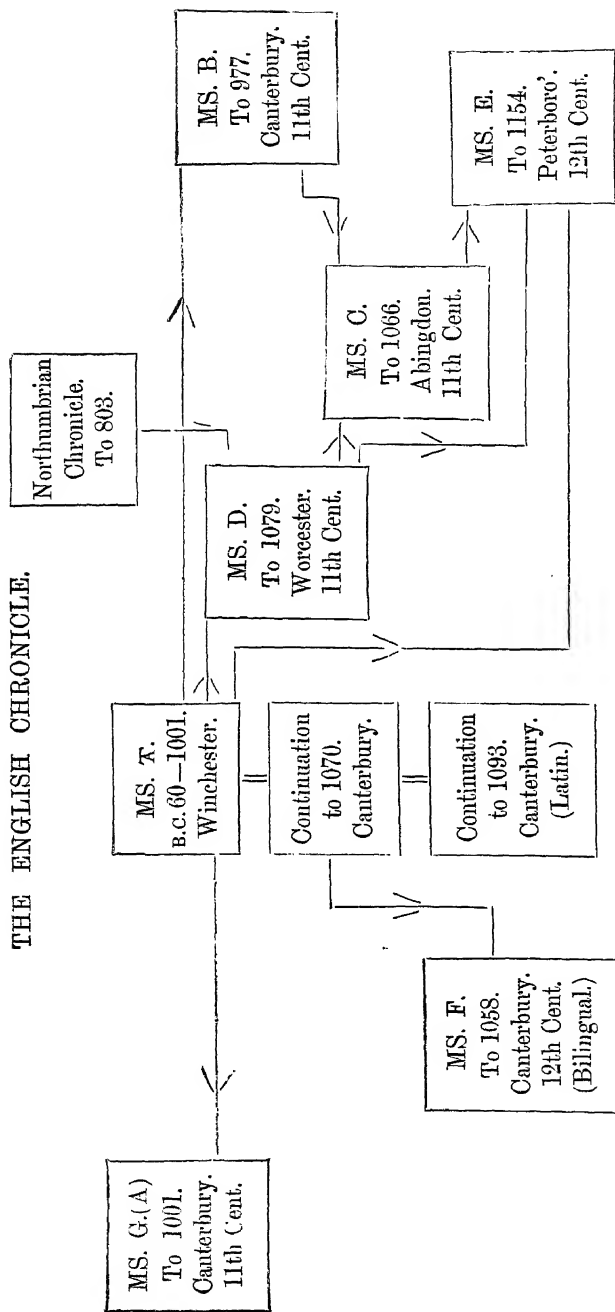 THE ENGLISH CHRONICLE.
MS. G.(A)
To 1001.
Canterbury.
11th Cent.
MS. Ā.
B.C. 60–1001.
Winchester.
Continuation
to 1070.
Canterbury.
Continuation
to 1093.
Canterbury.
(Latin.)
MS. F.
To 1058.
Canterbury.
12th Cent.
(Bilingual.)
Northumbrian
Chronicle.
To 803.
MS. D.
To 1079.
Worcester.
11th Cent.
MS. B.
To 977.
Canterbury.
11th Cent.
MS. C.
To 1066.
Abingdon.
11th Cent.
MS. E.
To 1154.
Peterboro'.
12th Cent.